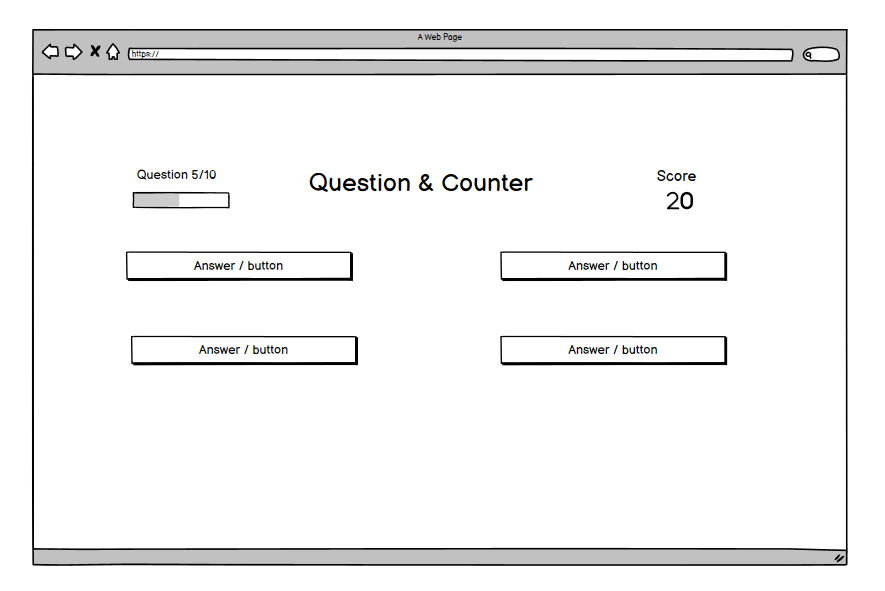 A Web Page
https://
Question 5/10
Question & Counter
Score
20
Answer / button
Answer / button
Answer / button
Answer / button